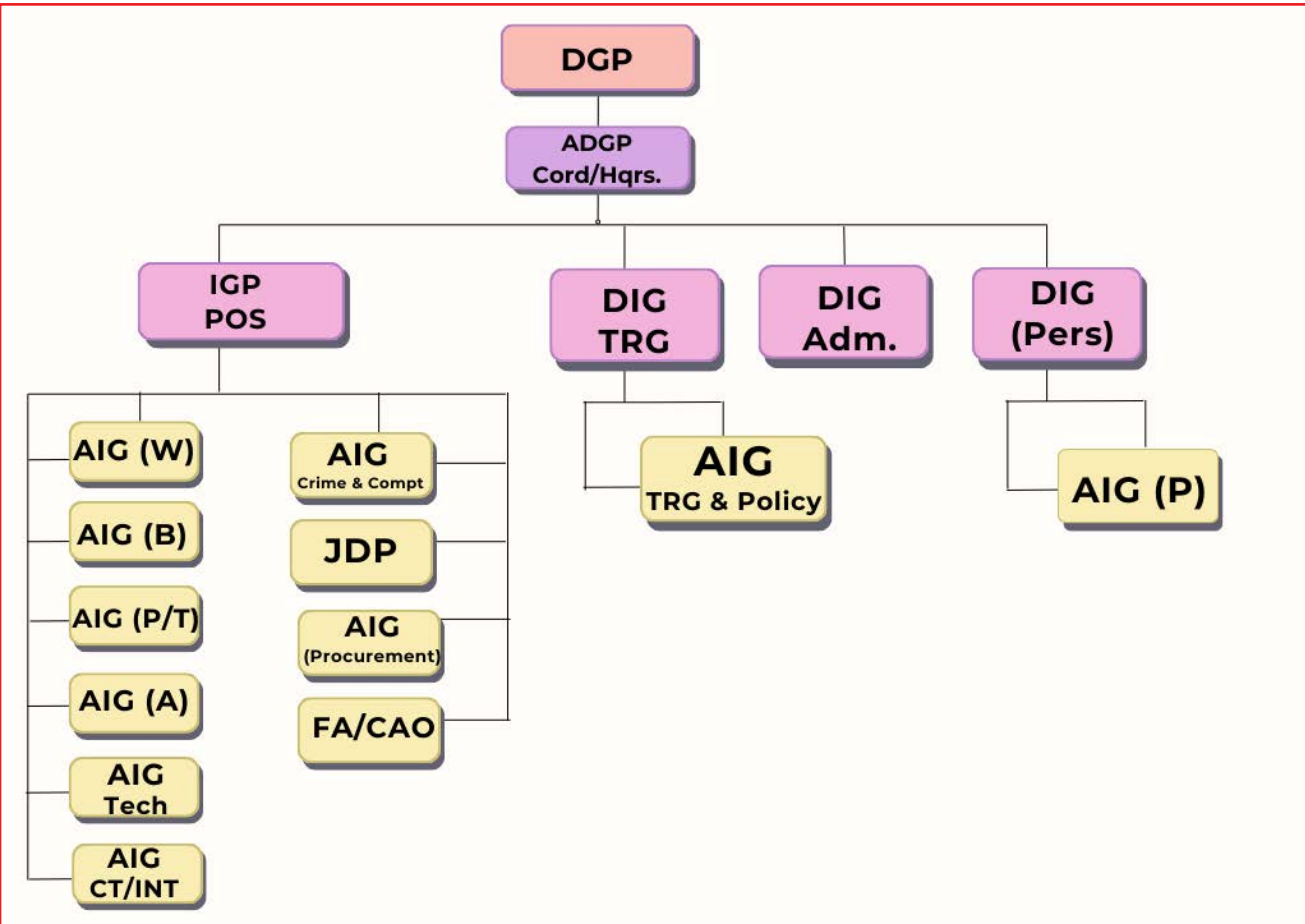 DGP
ADGP
Cord/Hqrs.
IGP
POS
DIG
TRG
DIG
Adm.
DIG
(Pers)
AIG (W)
AIG (B)
AIG (P/T)
AIG (A)
AIG
Tech
AIG
CT/INT
AIG
Crime & Compt
JDP
AIG
(Procurement)
FA/CAO
AIG
TRG & Policy
AIG (P)